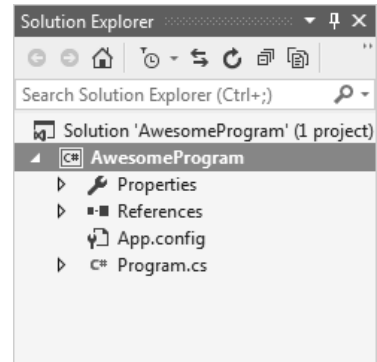 Solution Explorer
Search Solution Explorer (Ctrl+;)
Solution 'AwesomeProgram' (1 project)
C# AwesomeProgram
Properties
References
App.config
C# Program.cs